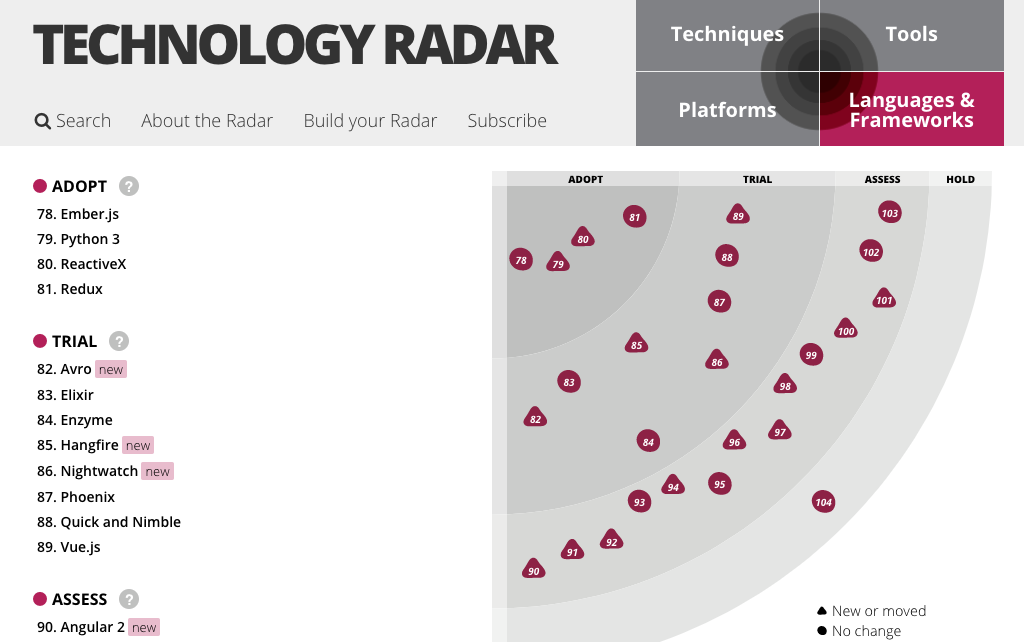 TECHNOLOGY RADAR
Search About the Radar Build your Radar Subscribe
Techniques
Tools
Platforms
Languages &
Frameworks
ADOPT ?
78. Ember.js
79. Python 3
80. ReactiveX
81. Redux
TRIAL ?
82. Avro new
83. Elixir
84. Enzyme
85. Hangfire new
86. Nightwatch new
87. Phoenix
88. Quick and Nimble
89. Vue.js
ASSESS ?
90. Angular 2 new
ADOPT TRIAL ASSESS HOLD
81
89
103
80
78
79
88
102
87
101
100
85
86
99
83
98
82
84
96
97
94
95
93
104
92
91
90
New or moved
No change